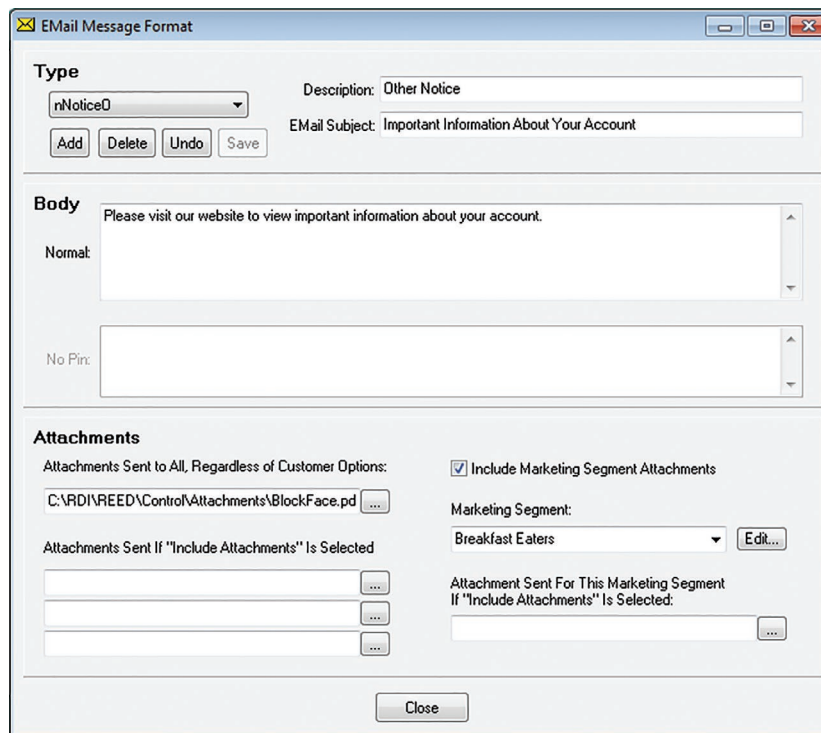 EMail Message Format
Type
nNoticeO
Add Delete Undo Save
Description: Other Notice
EMail Subject: Important Information About Your Account
Body
Normal:
Please visit our website to view important information about your account.
No Pin:
Attachments
Attachments Sent to All, Regardless of Customer Options:
C:\RDI\REED\Control\Attachments\BlockFace.pd ...
Attachments Sent If "Include Attachments" Is Selected
...
...
...
Include Marketing Segment Attachments
Marketing Segment:
Breakfast Eaters Edit...
Attachment Sent For This Marketing Segment
If "Include Attachments" Is Selected:
...
Close